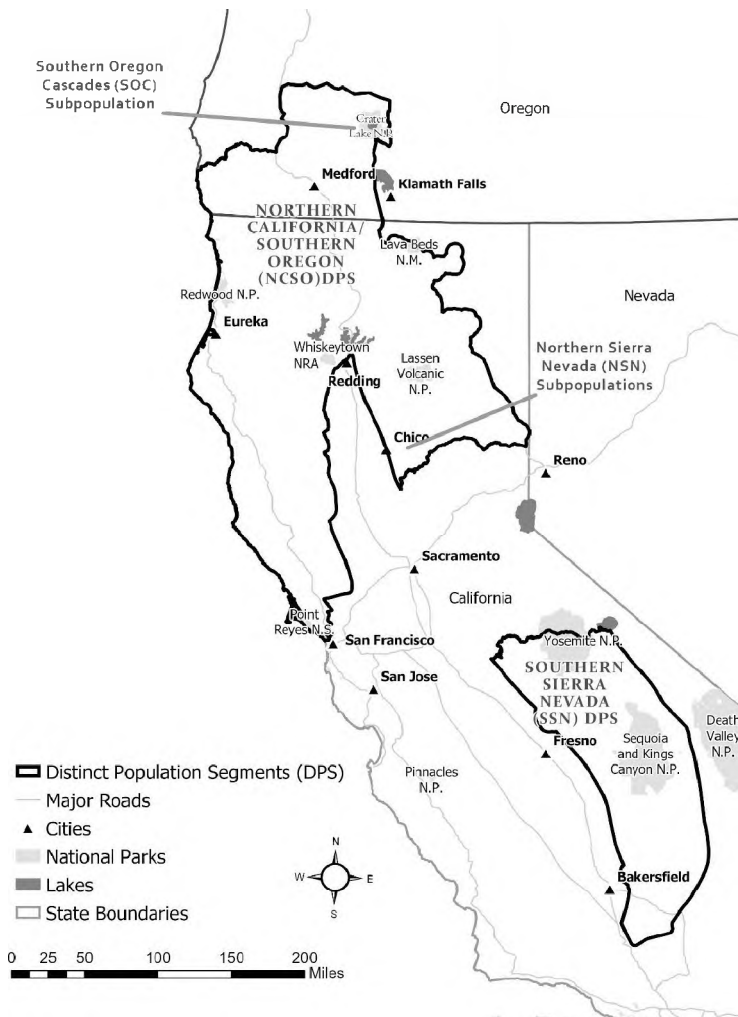 Southern Oregon
Cascades (SOC)
Subpopulation
Crater
Lake N.P.
Oregon
Medford
Klamath Falls
NORTHERN
CALIFORNIA/
SOUTHERN
OREGON
(NCSO)DPS
Lava Beds
N.M.
Redwood N.P.
Nevada
Eureka
Whiskeytown
NRA
Redding
Lassen
Volcanic
N.P.
Northern Sierra
Nevada (NSN)
Subpopulations
Chico
Reno
Sacramento
California
Point
Reyes N.S.
San Francisco
Yosemite N.P.
San Jose
SOUTHERN
SIERRA
NEVADA
(SSN) DPS
Fresno
Sequoia
and Kings
Canyon N.P.
Death
Valley
N.P.
Pinnacles
N.P.
Bakersfield
Distinct Population Segments (DPS)
Major Roads
Cities
National Parks
Lakes
State Boundaries
N
W
E
S
0 25 50 100 150 200
Miles